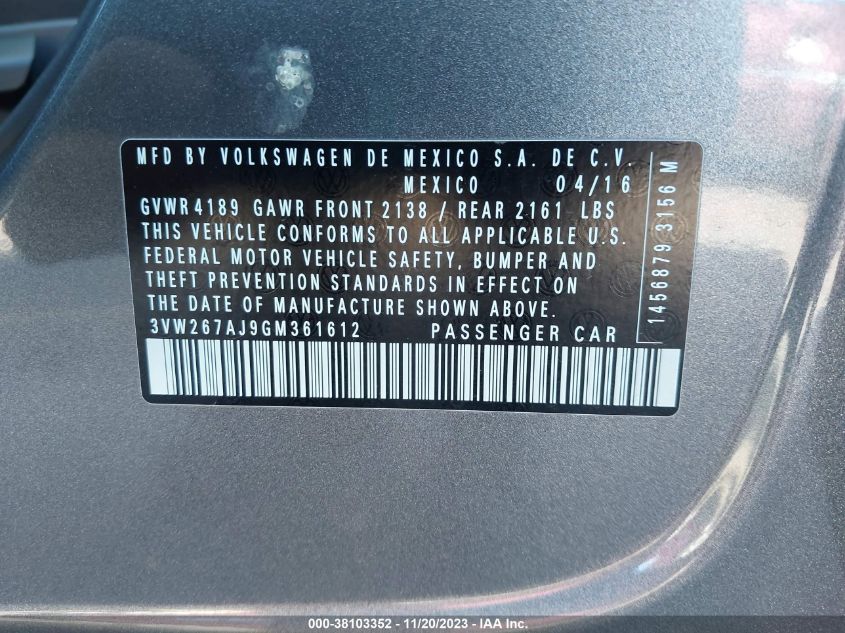 MFD BY VOLKSWAGEN DE MEXICO S.A. DE C.V.
MEXICO 04/16
GVWR 4189 GAWR FRONT 2138 / REAR 2161 LBS
THIS VEHICLE CONFORMS TO ALL APPLICABLE U.S.
FEDERAL MOTOR VEHICLE SAFETY, BUMPER AND
THEFT PREVENTION STANDARDS IN EFFECT ON
THE DATE OF MANUFACTURE SHOWN ABOVE.
3VW267AJ9GM361612 PASSENGER CAR
1456879 3156 M
000-38103352 - 11/20/2023 - IAA Inc.